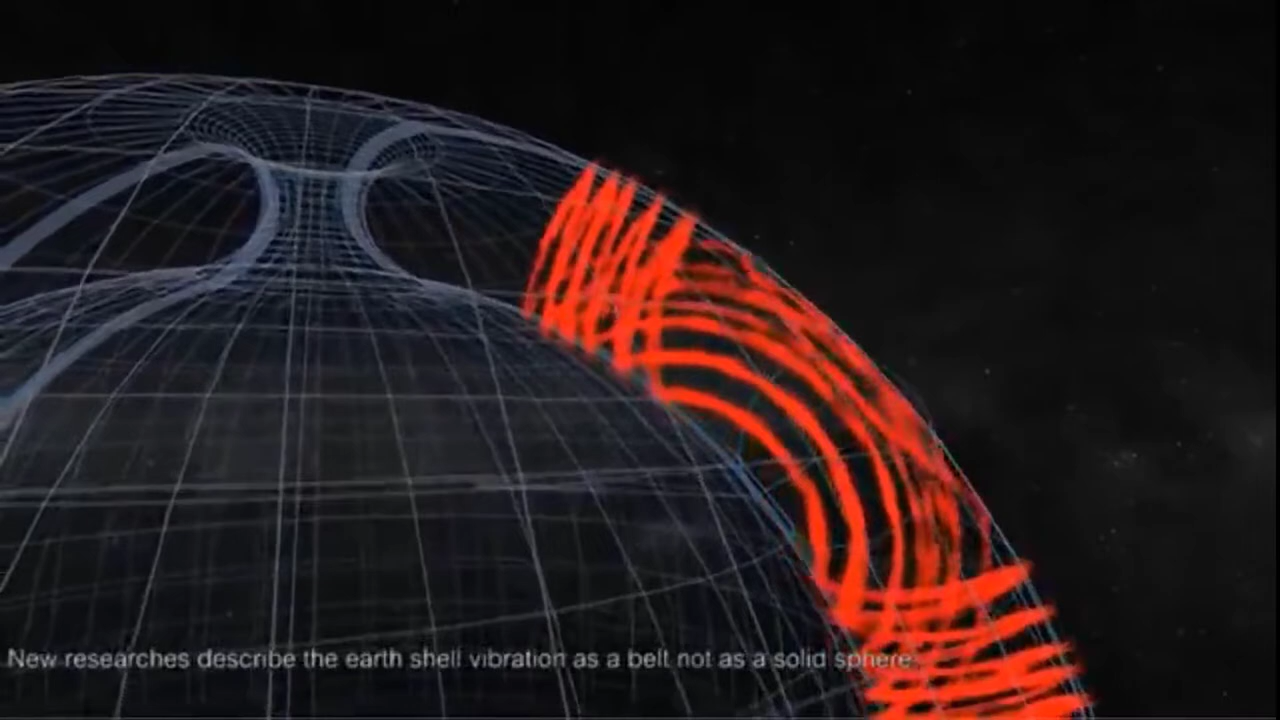 New researches describe the earth shell vibration as a belt not as a solid sphere